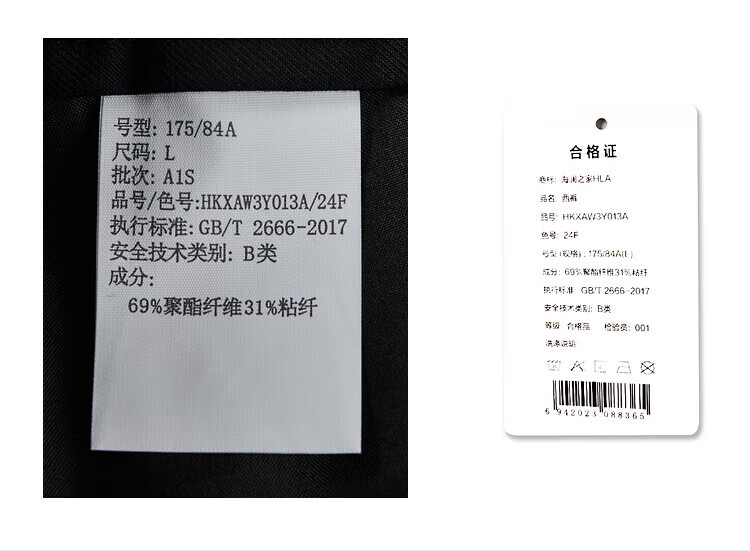 号型: 175/84A
尺码: L
批次: A1S
品号/色号:HKXAW3Y013A/24F
执行标准: GB/T 2666-2017
安全技术类别: B类
成分:
69%聚酯纤维31%粘纤
合格证
海澜之家HLA
品名: 西裤
品号: HKXAW3Y013A
色号: 24F
号型(规格): 175/84A(L)
成分: 69%聚酯纤维31%粘纤
执行标准: GB/T 2666-2017
安全技术类别: B类
等级: 合格品 检验员: 001
洗涤说明:
6 942023 088365